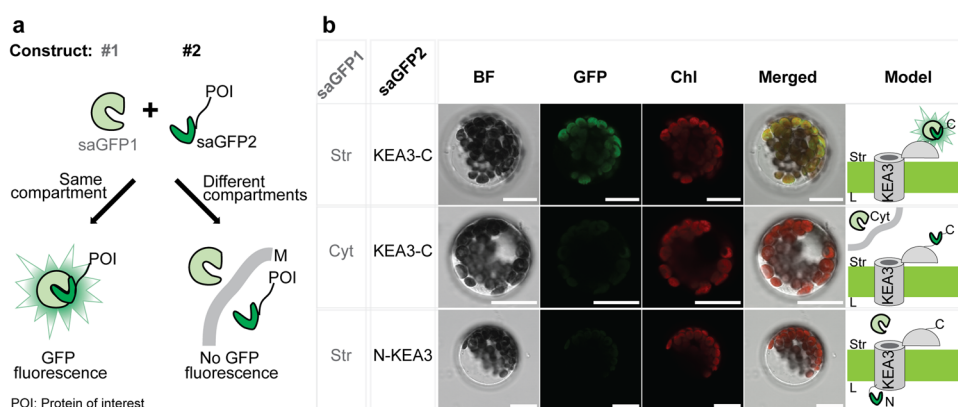 a
Construct: #1 #2
POI
saGFP1
saGFP2
Same
compartment
Different
compartments
POI
M
POI
GFP
fluorescence
No GFP
fluorescence
POI: Protein of interest
b
saGFP1 saGFP2 BF GFP Chl Merged Model
Str KEA3-C
C
Str
KEA3
L
Cyt KEA3-C
Cyt
C
Str
KEA3
L
Str N-KEA3
C
Str
KEA3
L
N